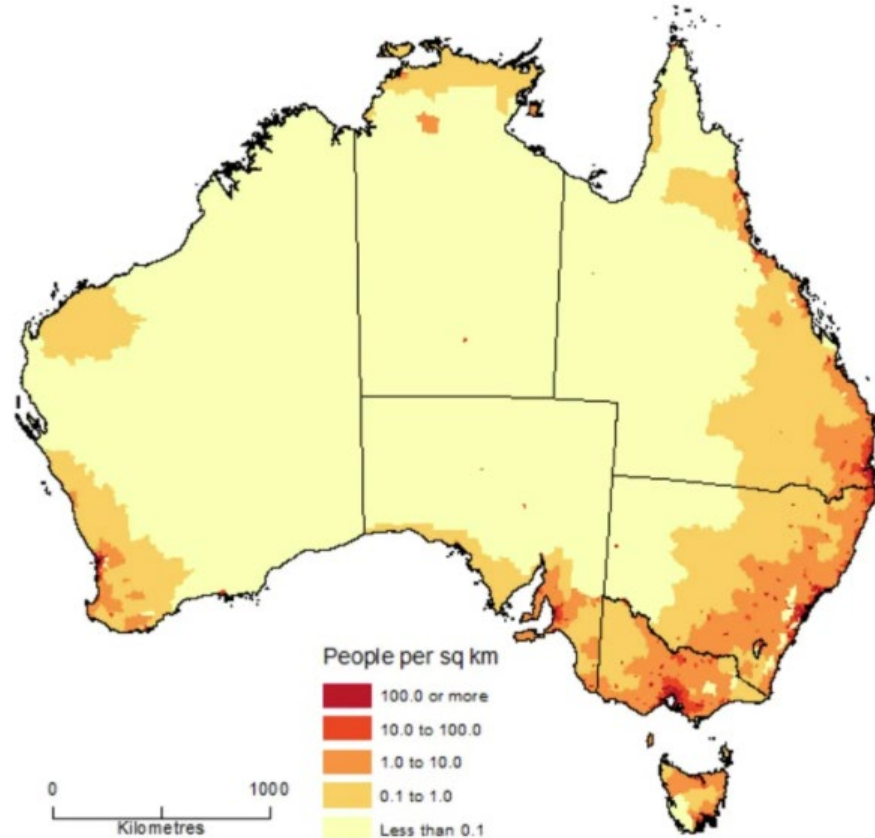 People per sq km
100.0 or more
10.0 to 100.0
1.0 to 10.0
0.1 to 1.0
Less than 0.1
0 1000
Kilometres